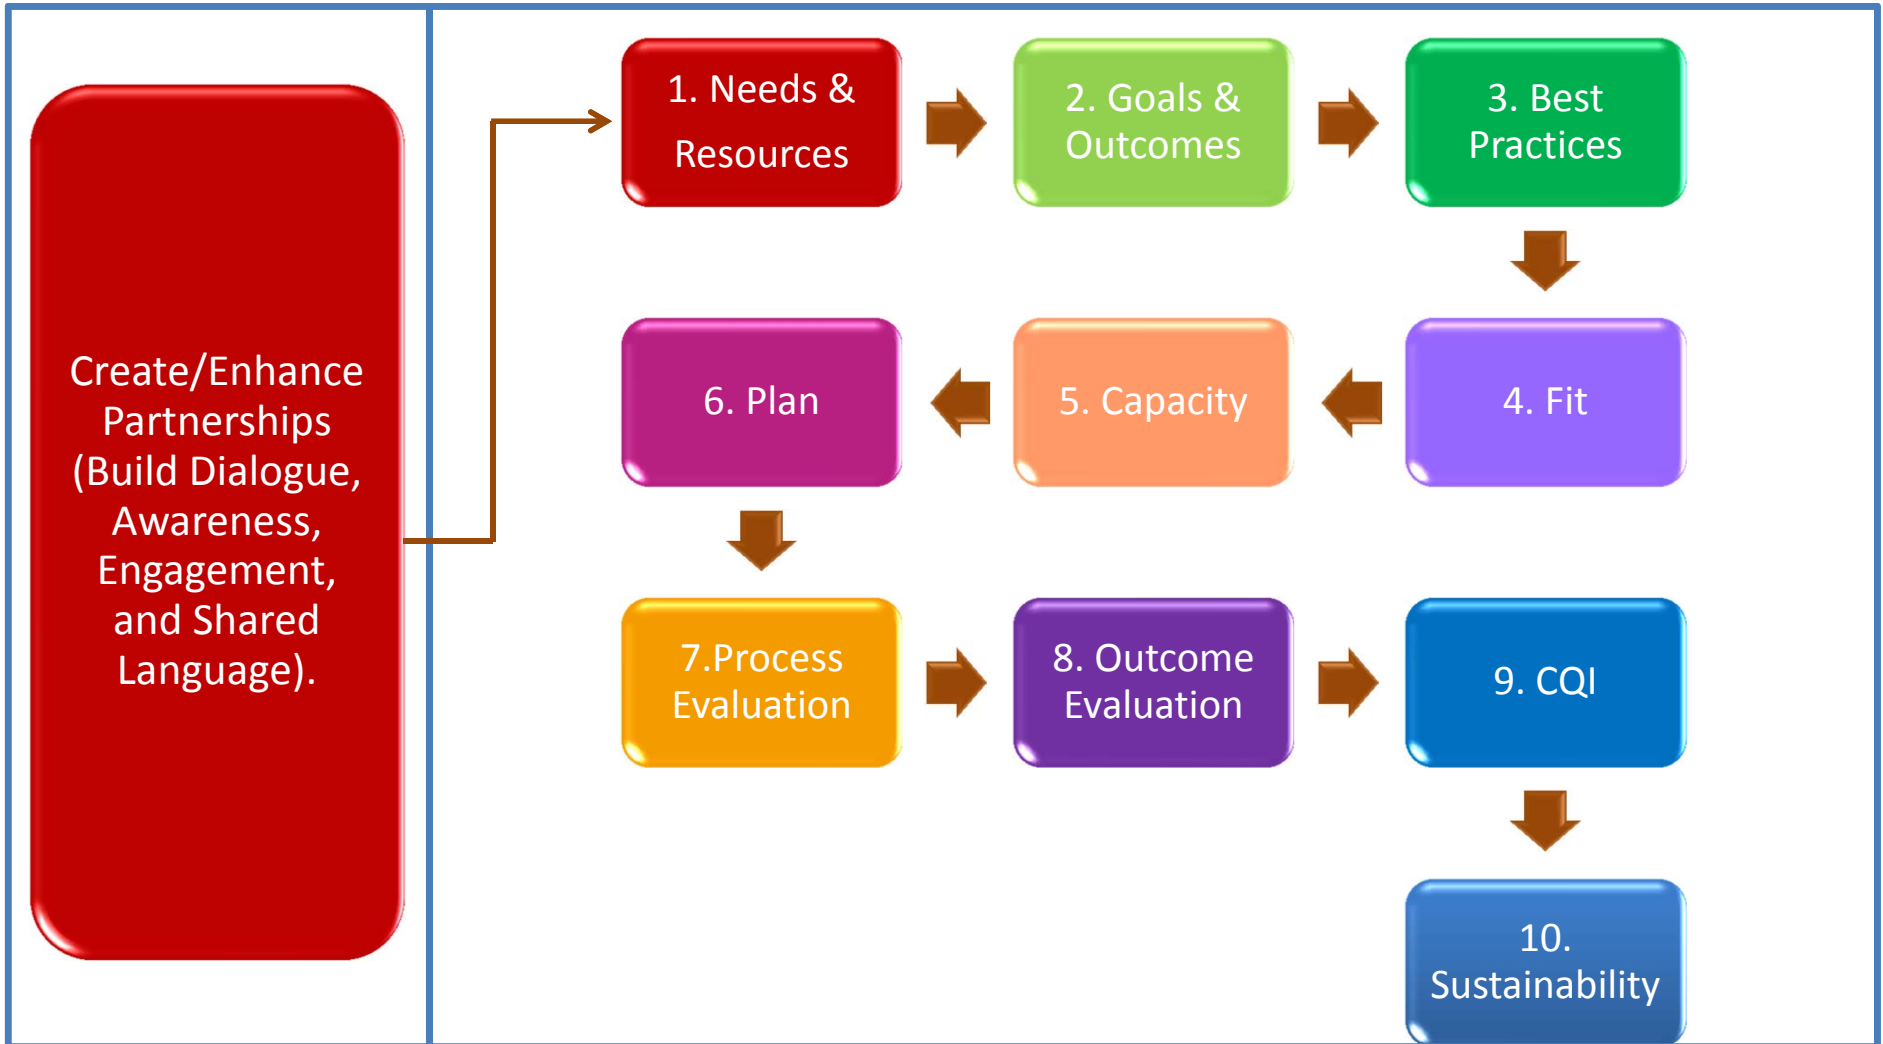 Create/Enhance
Partnerships
(Build Dialogue,
Awareness,
Engagement,
and Shared
Language).
1. Needs &
Resources
2. Goals &
Outcomes
3. Best
Practices
6. Plan
5. Capacity
4. Fit
7.Process
Evaluation
8. Outcome
Evaluation
9. CQI
10.
Sustainability